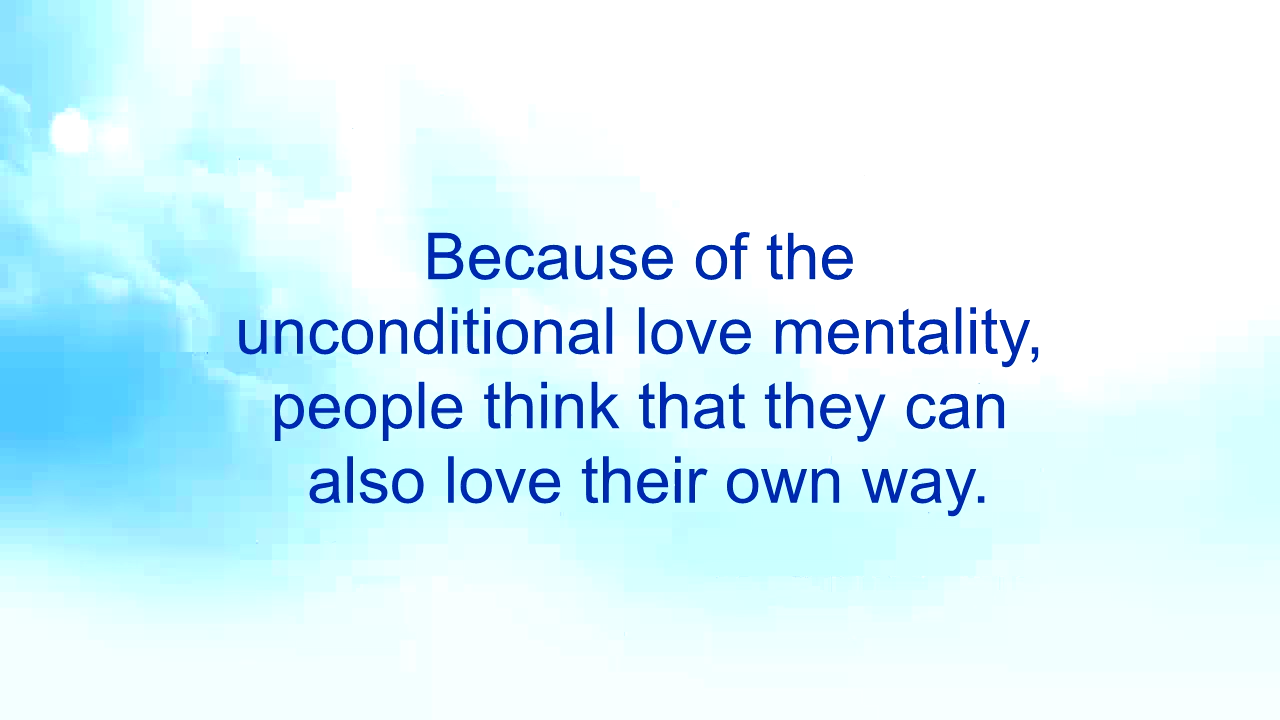 Because of the
unconditional love mentality,
people think that they can
also love their own way.